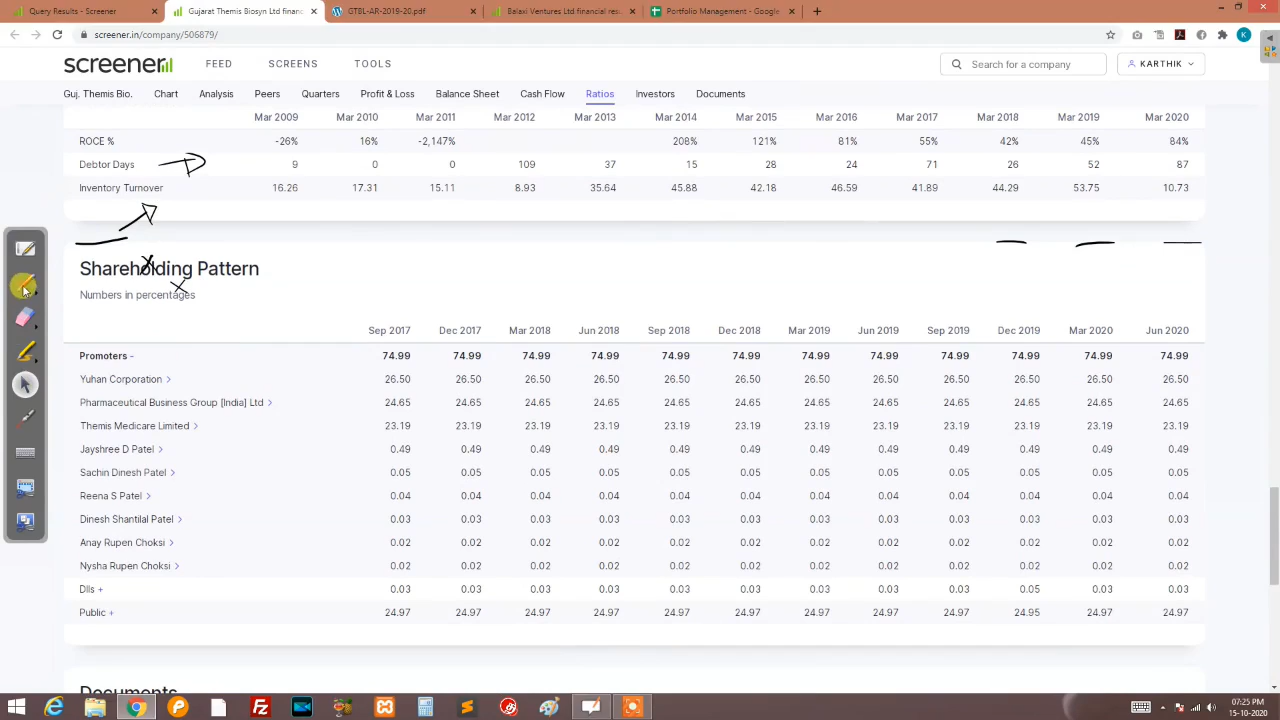 Query Results - Screener
Gujarat Themis Biosyn Ltd financ
GTBL-AR-2019-20.pdf
Balaxi Ventures Ltd financial res
Portfolio Management - Google
screener.in/company/506879/
K
screener
FEED
SCREENS
TOOLS
Search for a company
KARTHIK
Guj. Themis Bio. Chart Analysis Peers Quarters Profit & Loss Balance Sheet Cash Flow Ratios Investors Documents
Mar 2009 Mar 2010 Mar 2011 Mar 2012 Mar 2013 Mar 2014 Mar 2015 Mar 2016 Mar 2017 Mar 2018 Mar 2019 Mar 2020
ROCE % -26% 16% -2,147% 208% 121% 81% 55% 42% 45% 84%
Debtor Days 9 0 0 109 37 15 28 24 71 26 52 87
Inventory Turnover 16.26 17.31 15.11 8.93 35.64 45.88 42.18 46.59 41.89 44.29 53.75 10.73
Shareholding Pattern
Numbers in percentages
Sep 2017 Dec 2017 Mar 2018 Jun 2018 Sep 2018 Dec 2018 Mar 2019 Jun 2019 Sep 2019 Dec 2019 Mar 2020 Jun 2020
Promoters - 74.99 74.99 74.99 74.99 74.99 74.99 74.99 74.99 74.99 74.99 74.99 74.99
Yuhan Corporation > 26.50 26.50 26.50 26.50 26.50 26.50 26.50 26.50 26.50 26.50 26.50 26.50
Pharmaceutical Business Group [India] Ltd > 24.65 24.65 24.65 24.65 24.65 24.65 24.65 24.65 24.65 24.65 24.65 24.65
Themis Medicare Limited > 23.19 23.19 23.19 23.19 23.19 23.19 23.19 23.19 23.19 23.19 23.19 23.19
Jayshree D Patel > 0.49 0.49 0.49 0.49 0.49 0.49 0.49 0.49 0.49 0.49 0.49 0.49
Sachin Dinesh Patel > 0.05 0.05 0.05 0.05 0.05 0.05 0.05 0.05 0.05 0.05 0.05 0.05
Reena S Patel > 0.04 0.04 0.04 0.04 0.04 0.04 0.04 0.04 0.04 0.04 0.04 0.04
Dinesh Shantilal Patel > 0.03 0.03 0.03 0.03 0.03 0.03 0.03 0.03 0.03 0.03 0.03 0.03
Anay Rupen Choksi > 0.02 0.02 0.02 0.02 0.02 0.02 0.02 0.02 0.02 0.02 0.02 0.02
Nysha Rupen Choksi > 0.02 0.02 0.02 0.02 0.02 0.02 0.02 0.02 0.02 0.02 0.02 0.02
DIIs + 0.03 0.03 0.03 0.03 0.03 0.03 0.03 0.03 0.03 0.05 0.03 0.03
Public + 24.97 24.97 24.97 24.97 24.97 24.97 24.97 24.97 24.97 24.95 24.97 24.97
Documents
07:25 PM
15-10-2020